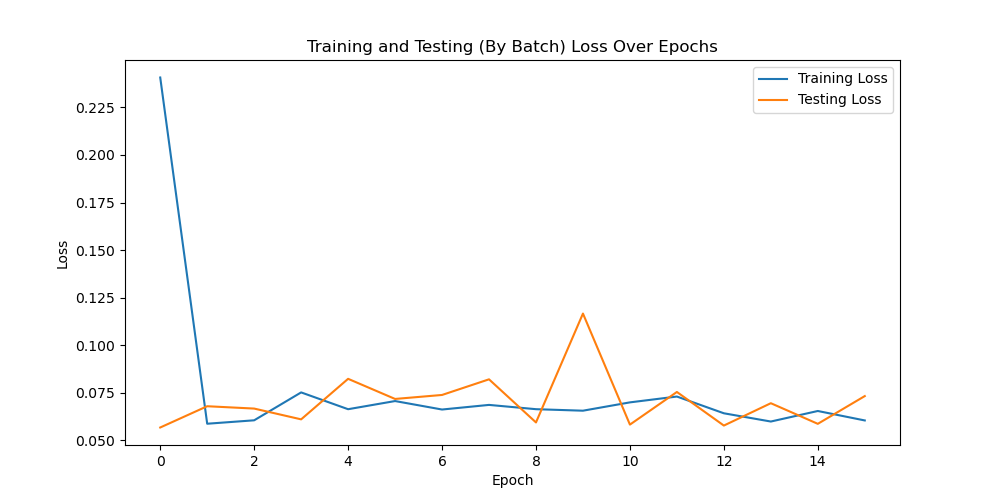 Training and Testing (By Batch) Loss Over Epochs
Training Loss
Testing Loss
0.225
0.200
0.175
0.150
0.125
0.100
0.075
0.050
Loss
0 2 4 6 8 10 12 14
Epoch